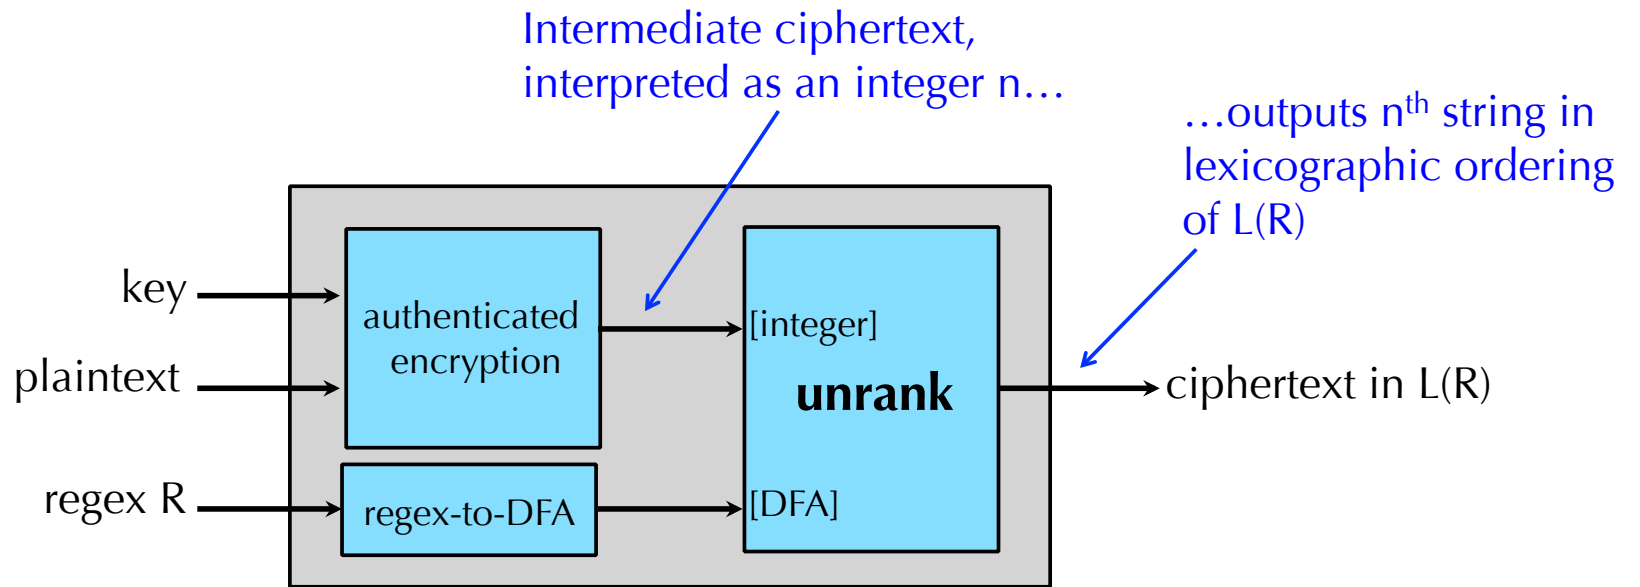 Intermediate ciphertext,
interpreted as an integer n…
…outputs nth string in
lexicographic ordering
of L(R)
key
plaintext
regex R
authenticated
encryption
regex-to-DFA
[integer]
unrank
[DFA]
ciphertext in L(R)